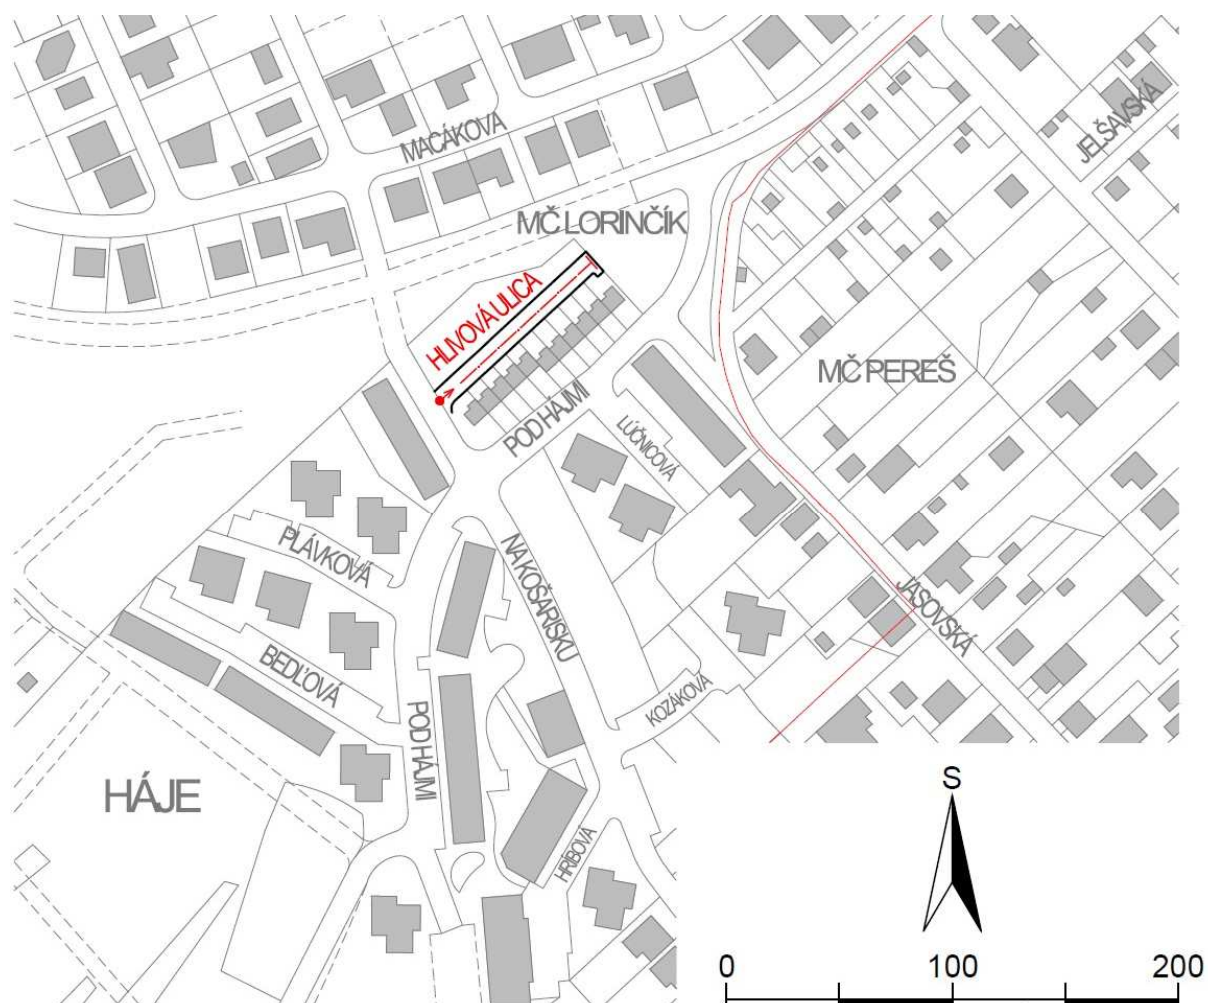 JELŠAVSKÁ
MACÁKOVA
MČ LORINČÍK
HLIVOVÁ ULICA
MČ PEREŠ
POD HÁJMI
LÚČNICOVÁ
PLÁVKOVÁ
NA KOŠARISKU
JASOVSKÁ
BEDĽOVÁ
KOZÁKOVÁ
POD HÁJMI
HÁJE
HRÍBOVÁ
S
0 100 200